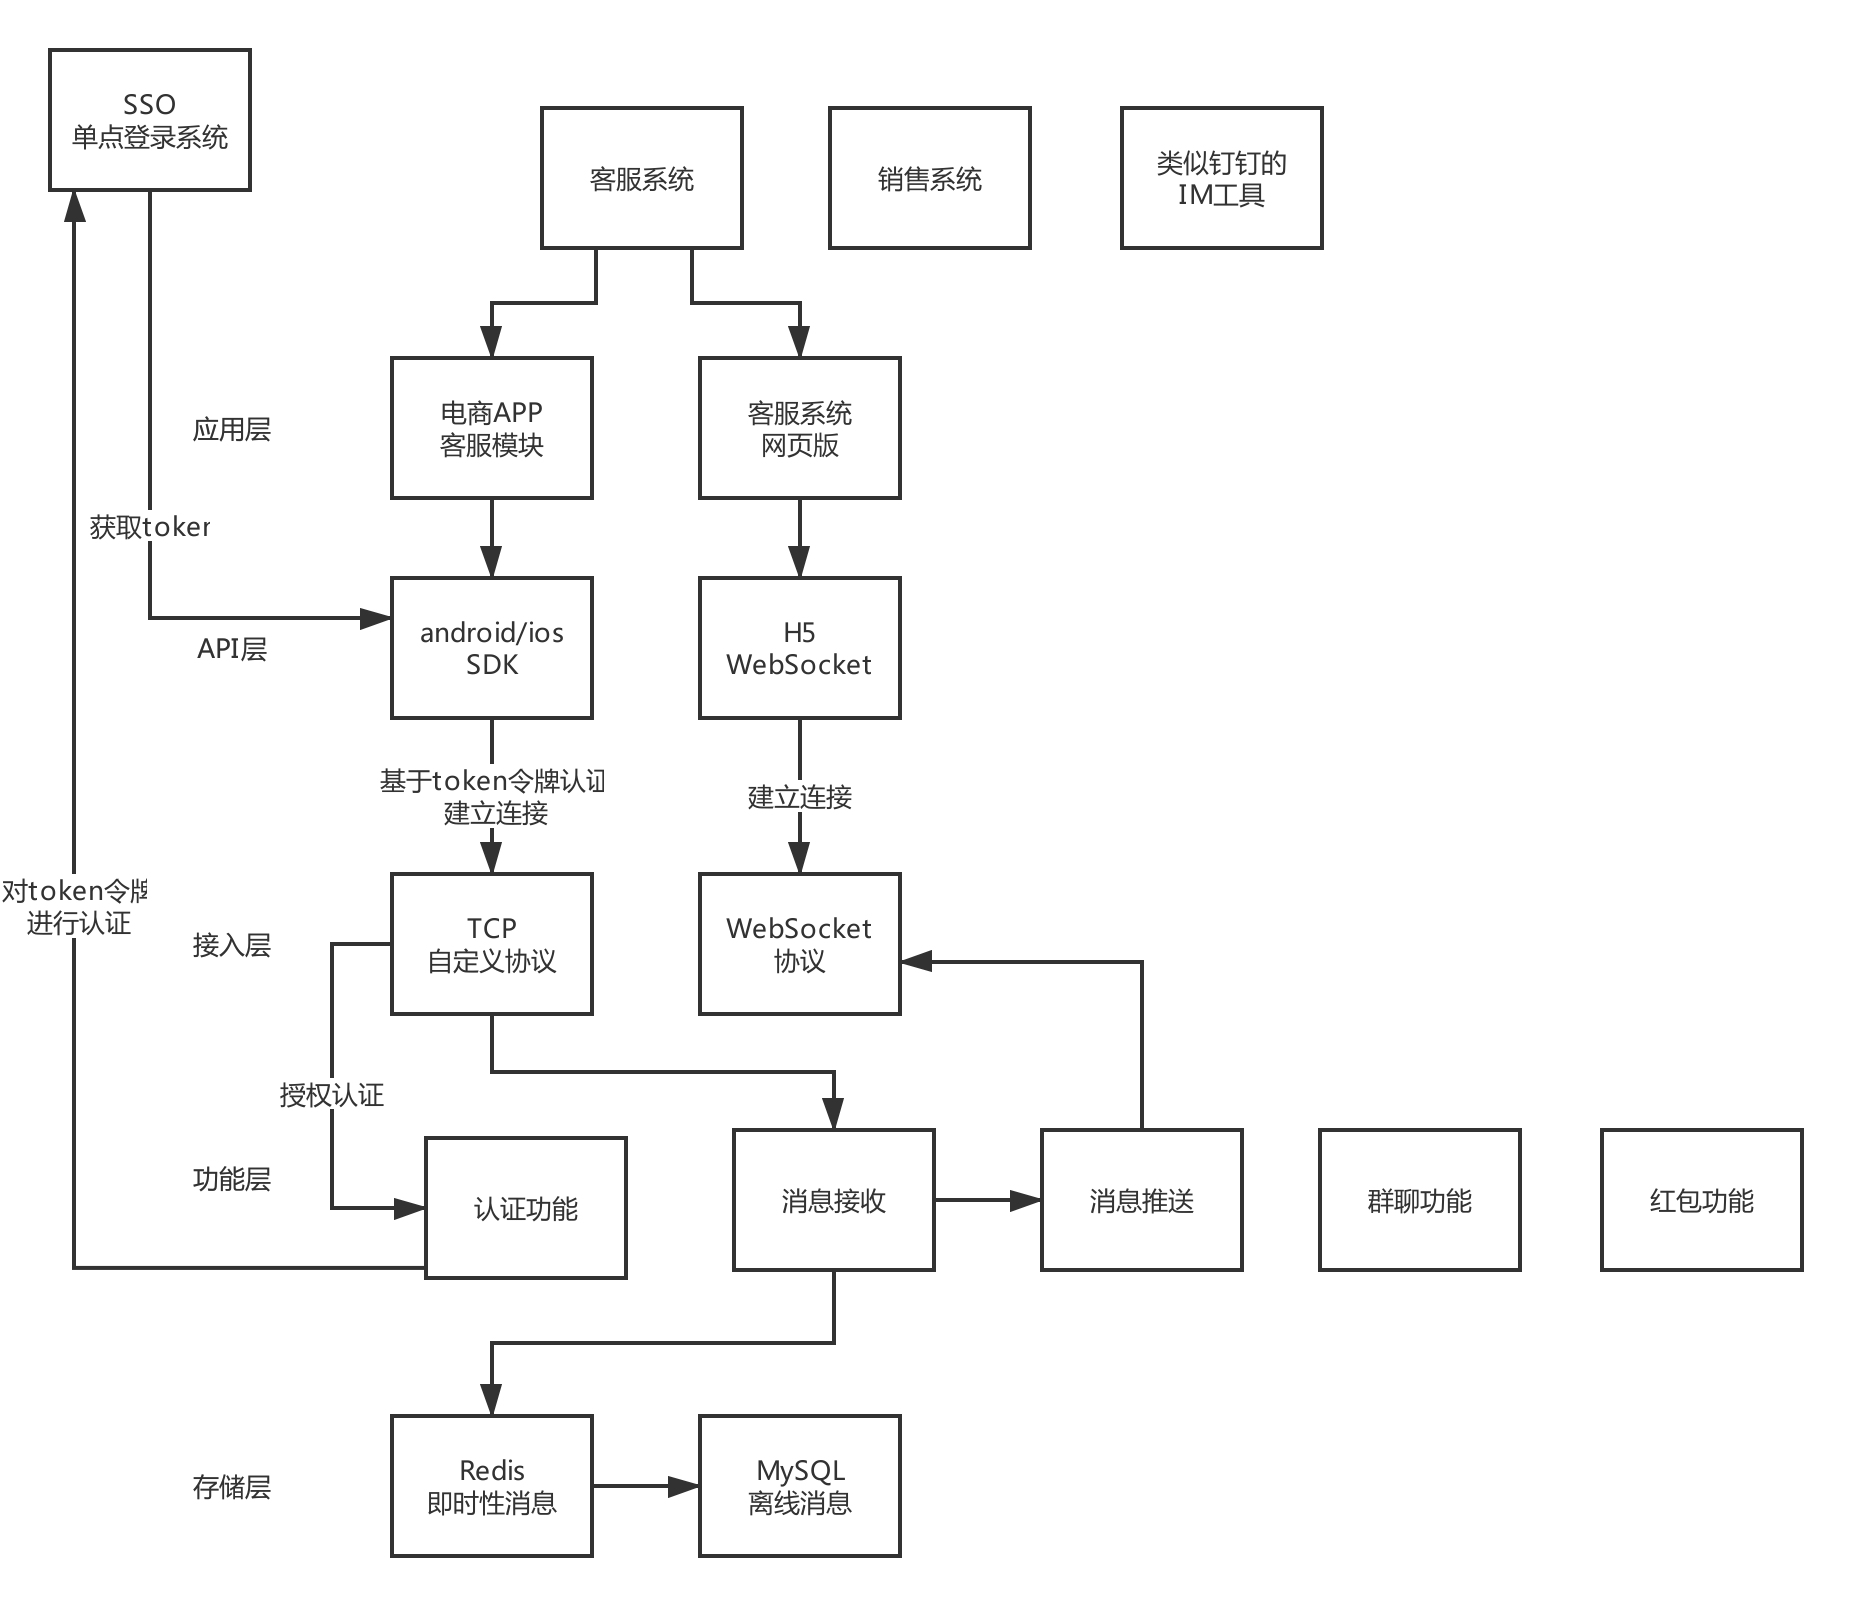 SSO
单点登录系统
客服系统
销售系统
类似钉钉的
IM工具
应用层
电商APP
客服模块
客服系统
网页版
获取token
API层
android/ios
SDK
H5
WebSocket
基于token令牌认证
建立连接
建立连接
对token令牌
进行认证
接入层
TCP
自定义协议
WebSocket
协议
授权认证
功能层
认证功能
消息接收
消息推送
群聊功能
红包功能
存储层
Redis
即时性消息
MySQL
离线消息